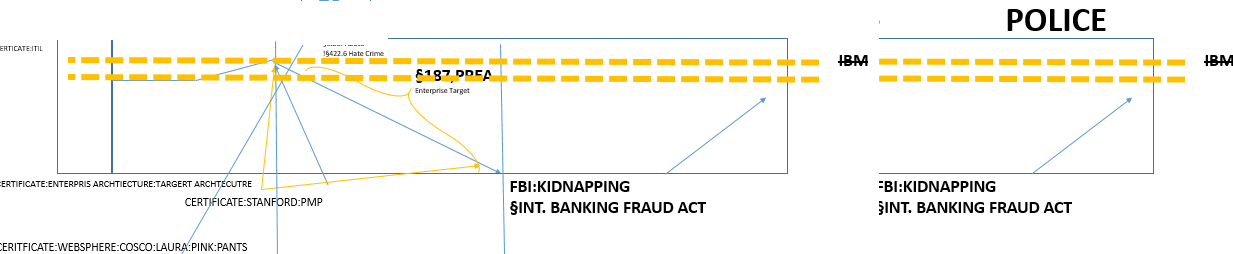 POLICE
ERTIFICATE:ITIL
!§422.6 Hate Crime
IBM
IBM
§187,PREA
Enterprise Target
CERTIFICATE:ENTERPRIS ARCHTIECTURE:TARGERT ARCHTECUTRE
FBI:KIDNAPPING
FBI:KIDNAPPING
CERTIFICATE:STANFORD:PMP
§INT. BANKING FRAUD ACT
§INT. BANKING FRAUD ACT
CERITFICATE:WEBSPHERE:COSCO:LAURA:PINK:PANTS